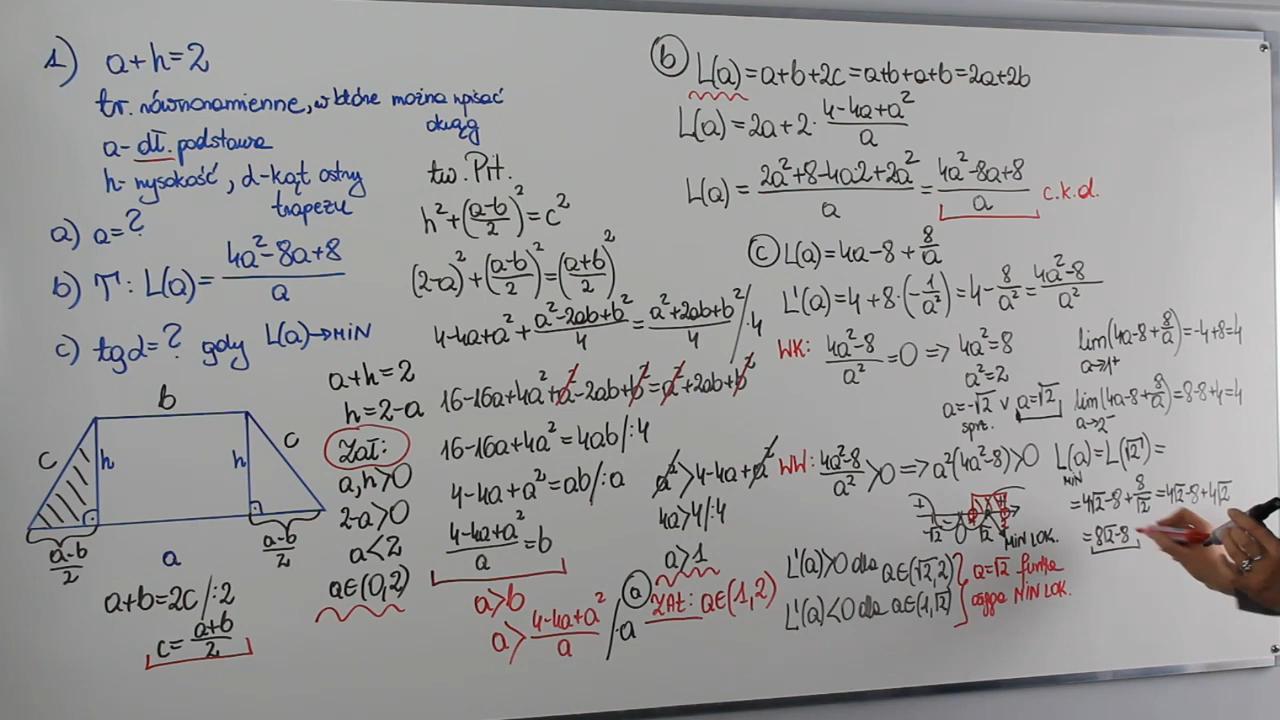 1) a+h=2
tr. równoramienne, w które można wpisać
okrąg
a- dł. podstawa
h- wysokość, α-kąt ostry
trapezu
a) a=?
b) T: L(a)= (4a²-8a+8)/a
c) tgα=? gdy L(a)→MIN
b
c
h
h
c
(a-b)/2
a
(a-b)/2
a+b=2c /:2
c= (a+b)/2
a+h=2
h=2-a
Zał:
a,h>0
2-a>0
a<2
a∈(0,2)
tw. Pit.
h²+((a-b)/2)²=c²
(2-a)²+((a-b)/2)²=((a+b)/2)²
4-4a+a²+(a²-2ab+b²)/4=(a²+2ab+b²)/4 /·4
16-16a+4a²+a²-2ab+b²=a²+2ab+b²
16-16a+4a²=4ab/:4
4-4a+a²=ab/:a
(4-4a+a²)/a=b
a>b
a>(4-4a+a²)/a /·a
a²>4-4a+a²
4a>4/:4
a>1
a) ZAŁ: a∈(1,2)
b) L(a)=a+b+2c=a+b+a+b=2a+2b
L(a)=2a+2·(4-4a+a²)/a
L(a)=(2a²+8-4a·2+2a²)/a=(4a²-8a+8)/a c.k.d.
c) L(a)=4a-8+8/a
L'(a)=4+8·(-1/a²)=4-8/a²=(4a²-8)/a²
WK: (4a²-8)/a²=0 => 4a²=8
a²=2
a=-√2 v a=√2
sprz.
WW: (4a²-8)/a²>0 => a²(4a²-8)>0
+
-√2 0 √2
MIN LOK.
L'(a)>0 dla a∈(√2,2)
L'(a)<0 dla a∈(1,√2)
a=√2 funkcja
osiąga MIN LOK.
lim(4a-8+8/a)=-4+8=4
a→1⁺
lim(4a-8+8/a)=8-8+4=4
a→2⁻
L(a)=L(√2)=
MIN
=4√2-8+8/√2=4√2-8+4√2
=8√2-8